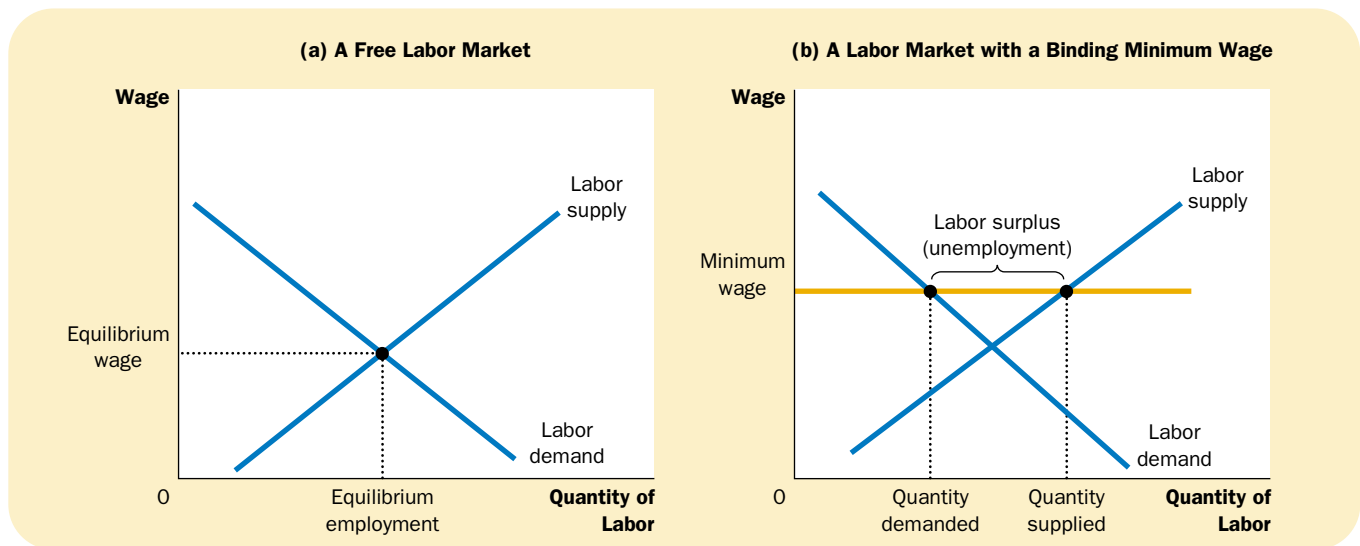 (a) A Free Labor Market
Wage
Labor
supply
Equilibrium
wage
Labor
demand
0
Equilibrium
employment
Quantity of
Labor
(b) A Labor Market with a Binding Minimum Wage
Wage
Labor
supply
Labor surplus
(unemployment)
Minimum
wage
Labor
demand
0
Quantity
demanded
Quantity
supplied
Quantity of
Labor